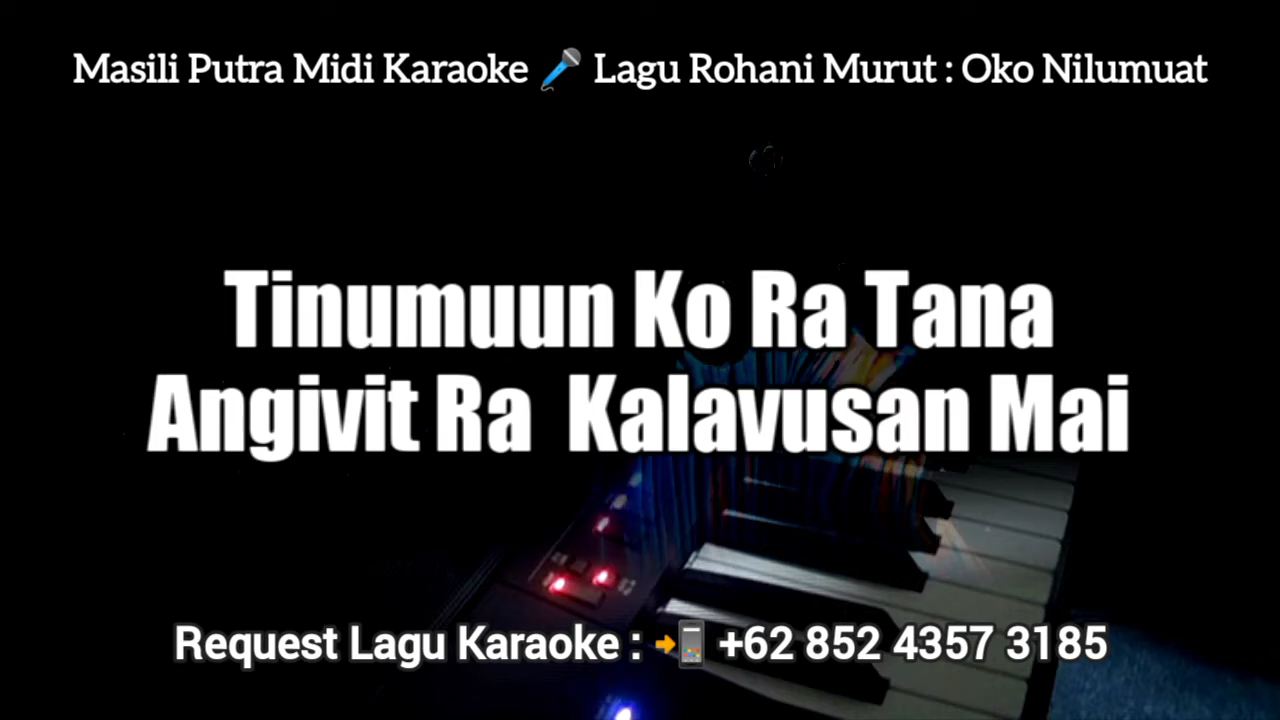 Masili Putra Midi Karaoke 🎤 Lagu Rohani Murut : Oko Nilumuat
Tinumuun Ko Ra Tana
Angivit Ra Kalavusan Mai
Request Lagu Karaoke : 📲 +62 852 4357 3185